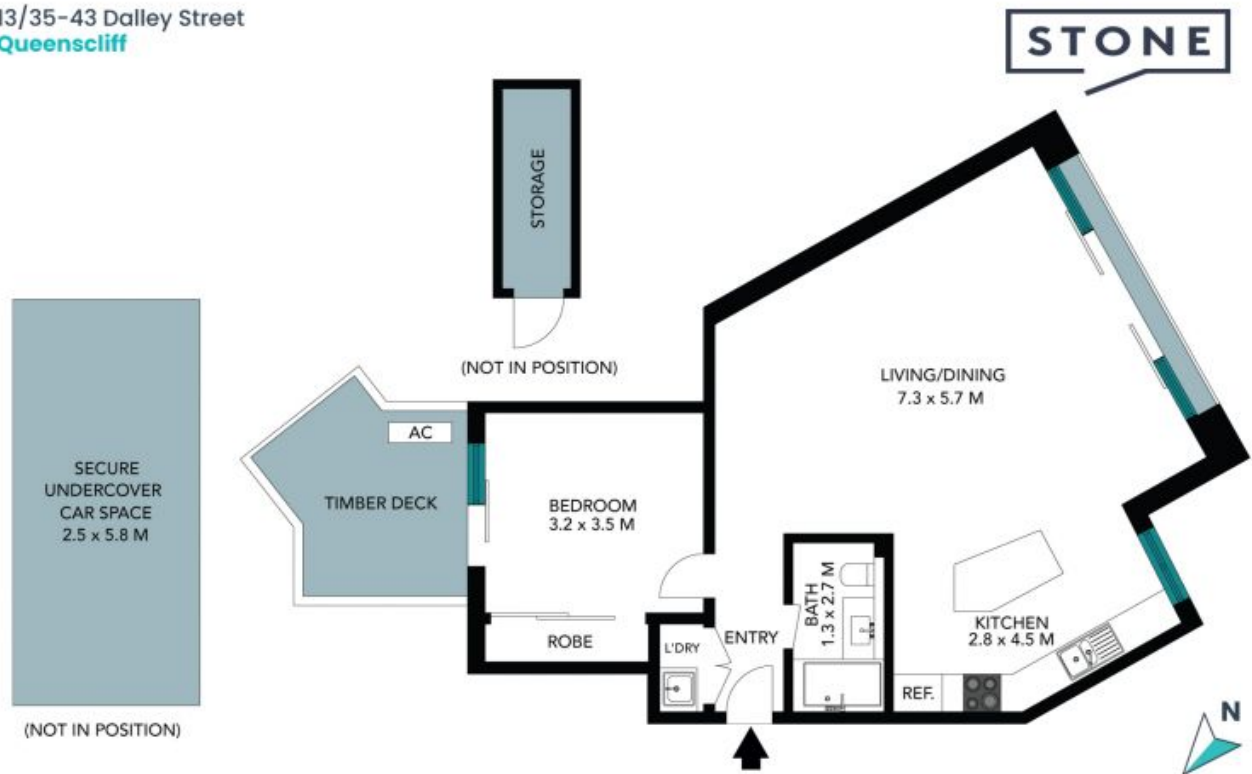 13/35-43 Dalley Street
Queenscliff
STONE
STORAGE
(NOT IN POSITION)
LIVING/DINING
7.3 x 5.7 M
AC
SECURE
UNDERCOVER
CAR SPACE
2.5 x 5.8 M
TIMBER DECK
BEDROOM
3.2 x 3.5 M
BATH
1.3 x 2.7 M
KITCHEN
2.8 x 4.5 M
ROBE
L'DRY
ENTRY
REF.
(NOT IN POSITION)
N